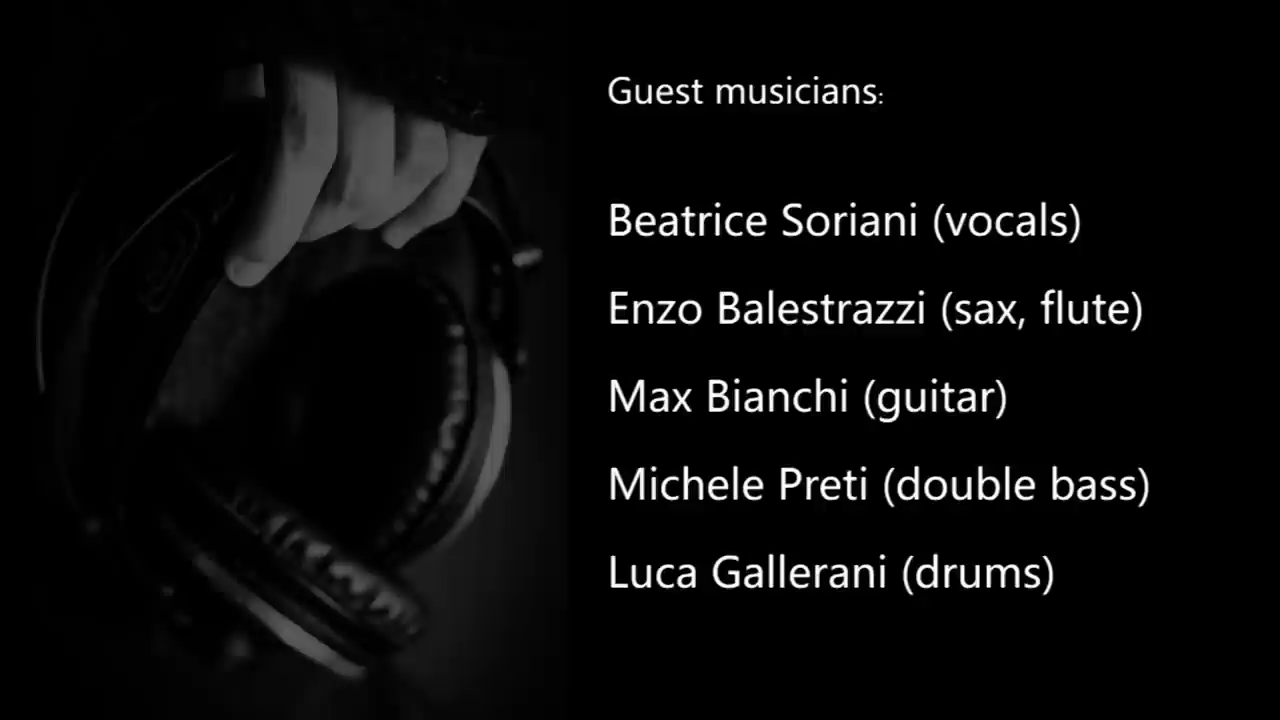 Guest musicians:
Beatrice Soriani (vocals)
Enzo Balestrazzi (sax, flute)
Max Bianchi (guitar)
Michele Preti (double bass)
Luca Gallerani (drums)